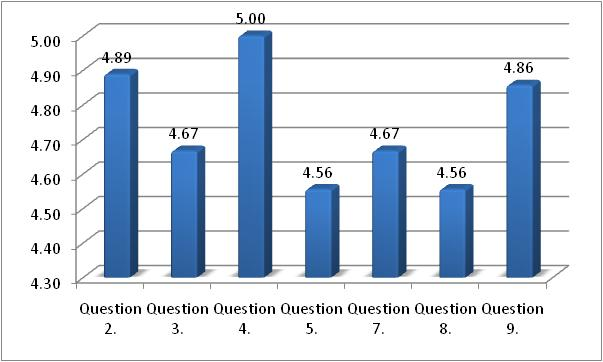 5.00
4.90
4.80
4.70
4.60
4.50
4.40
4.30
4.89
4.67
5.00
4.56
4.67
4.56
4.86
Question 2.
Question 3.
Question 4.
Question 5.
Question 7.
Question 8.
Question 9.